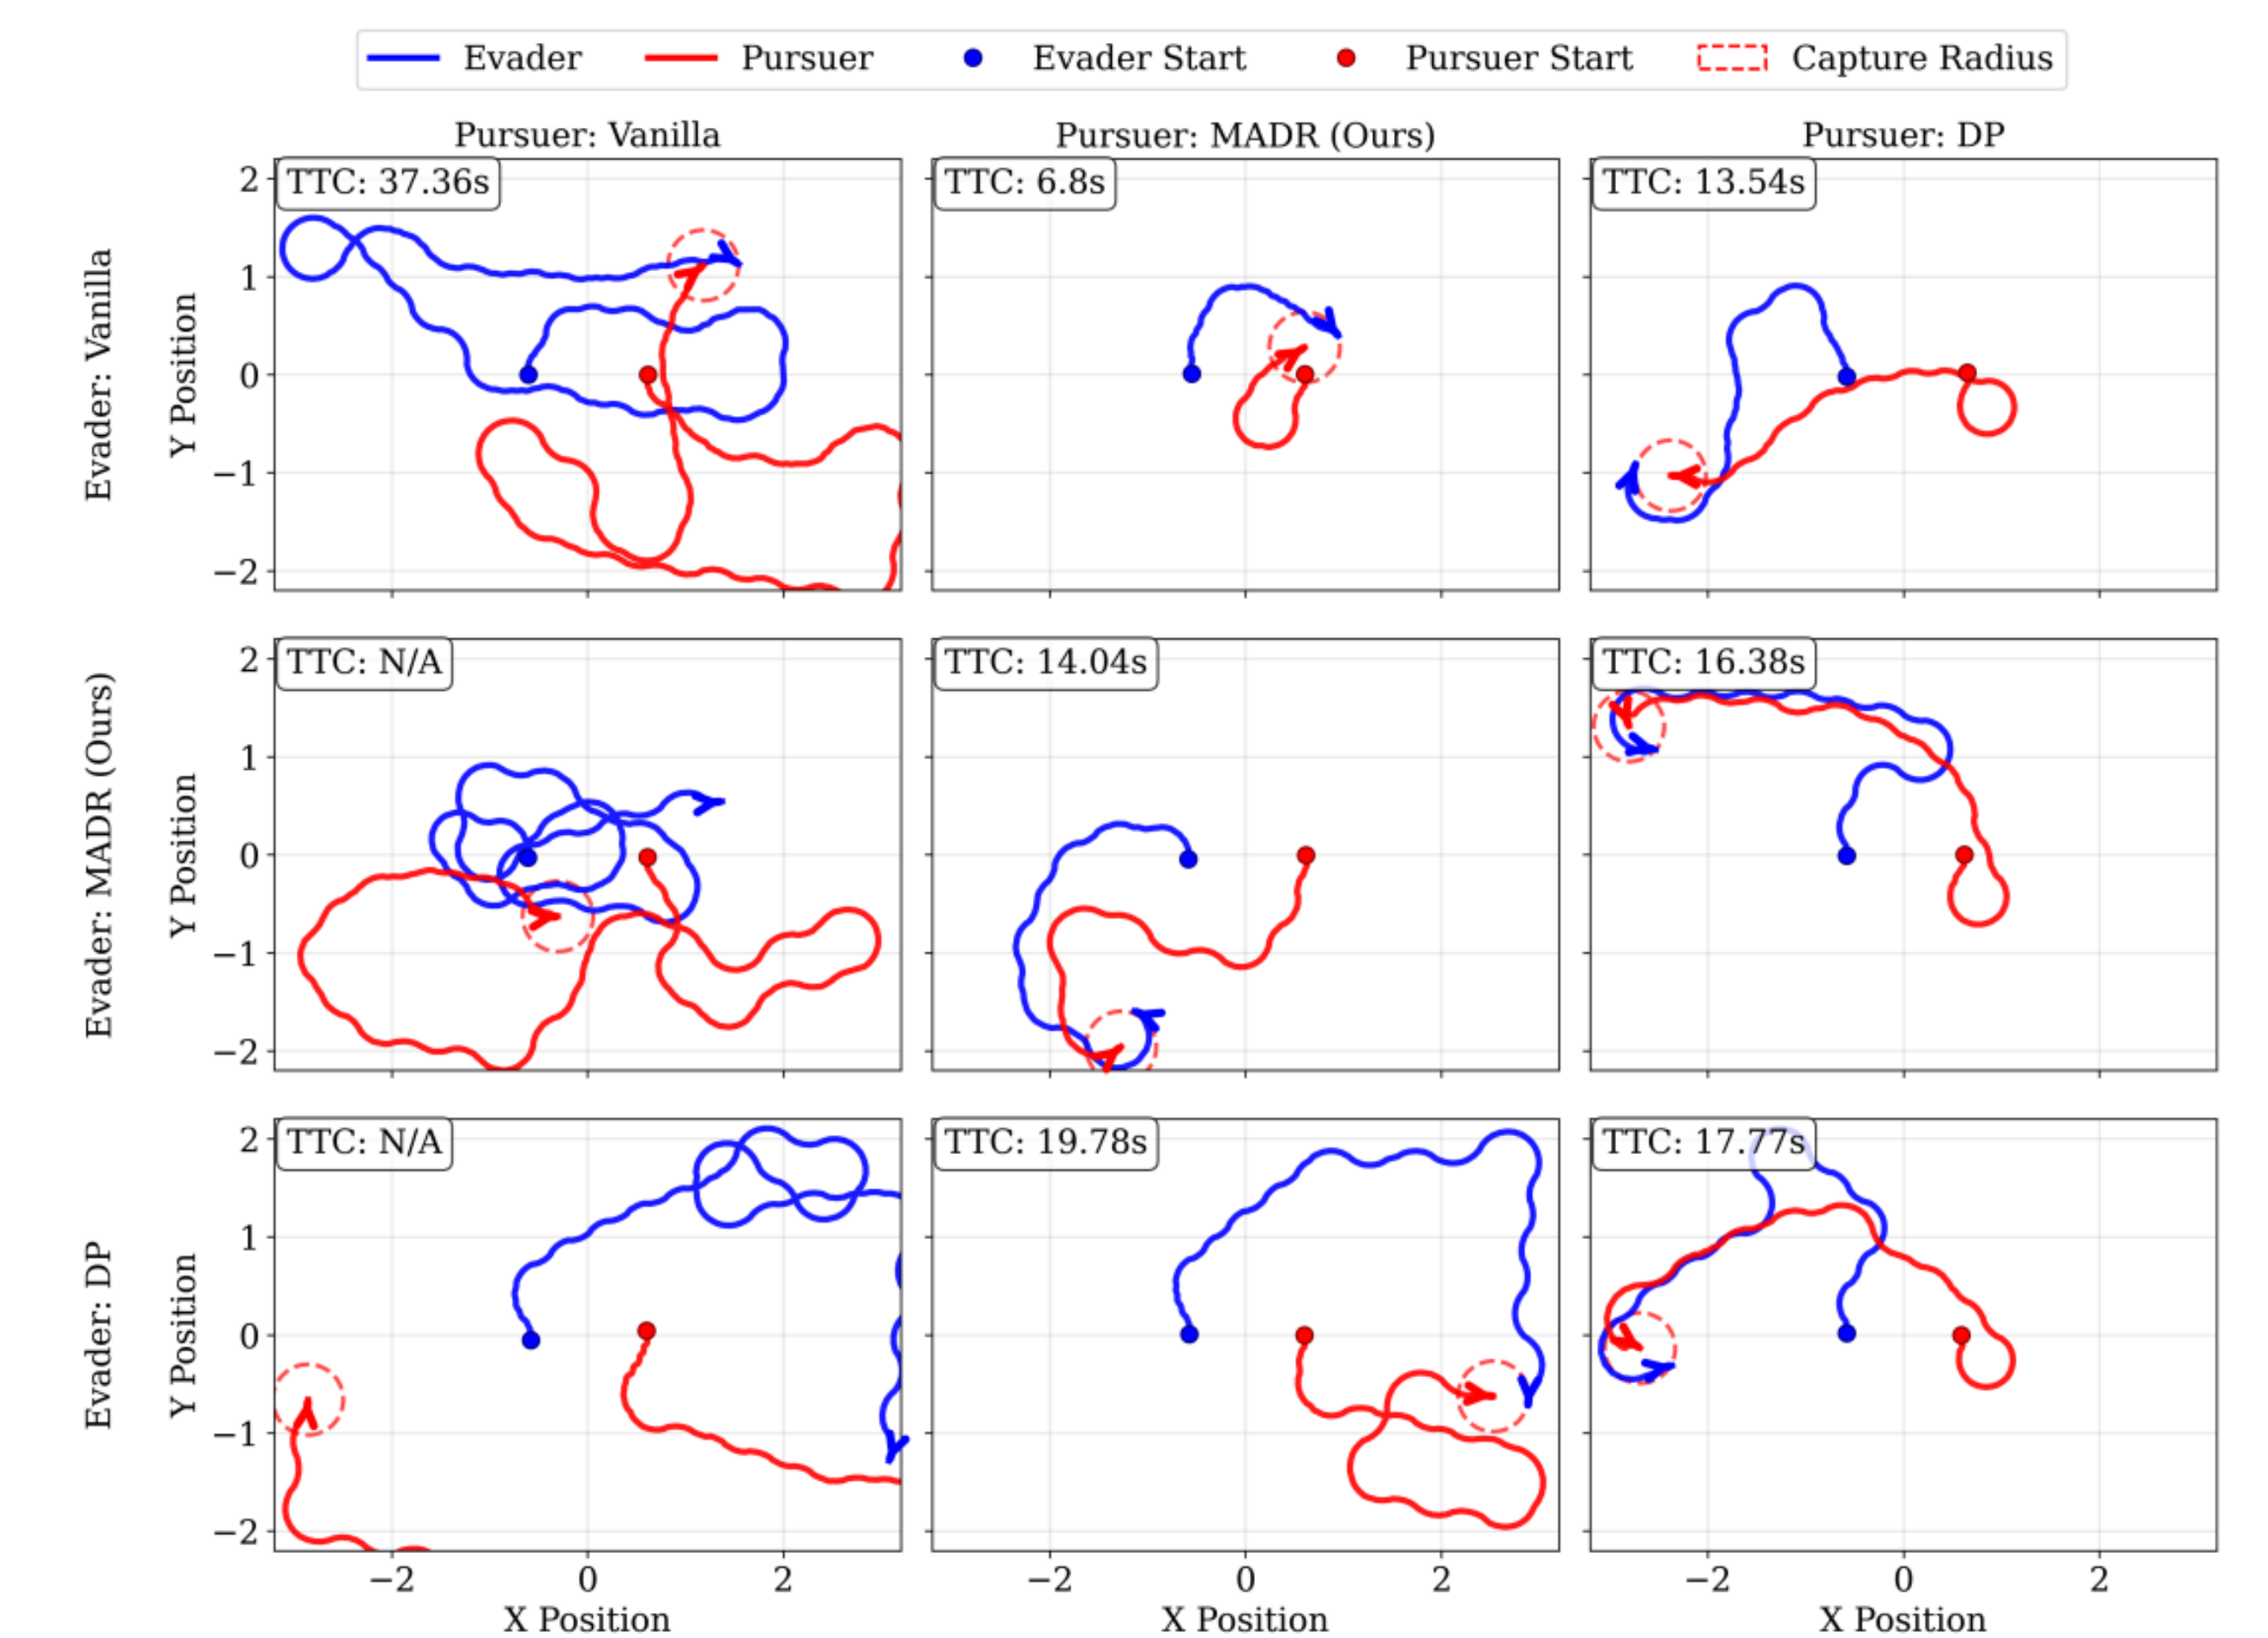 Evader Pursuer Evader Start Pursuer Start Capture Radius
Pursuer: Vanilla Pursuer: MADR (Ours) Pursuer: DP
Evader: Vanilla
Y Position
2
1
0
−1
−2
TTC: 37.36s
TTC: 6.8s
TTC: 13.54s
Evader: MADR (Ours)
Y Position
2
1
0
−1
−2
TTC: N/A
TTC: 14.04s
TTC: 16.38s
Evader: DP
Y Position
2
1
0
−1
−2
TTC: N/A
TTC: 19.78s
TTC: 17.77s
−2 0 2 −2 0 2 −2 0 2
X Position X Position X Position